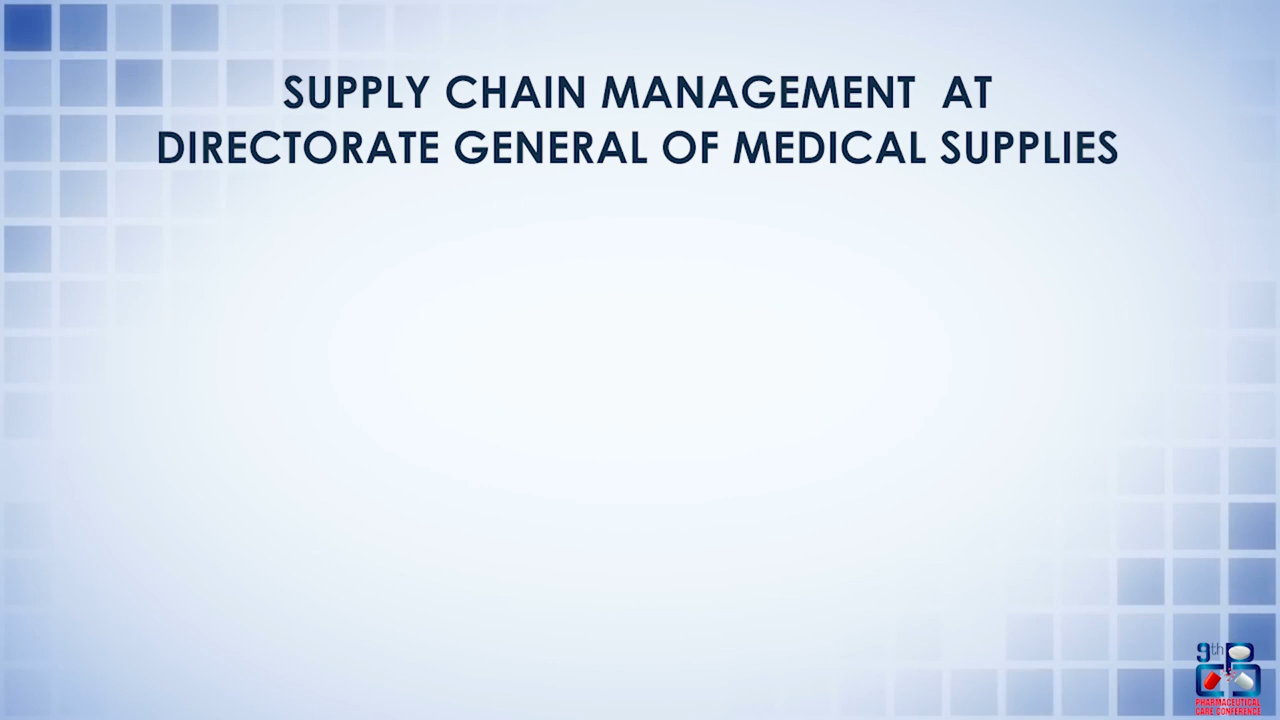 SUPPLY CHAIN MANAGEMENT AT
DIRECTORATE GENERAL OF MEDICAL SUPPLIES
9th
PHARMACEUTICAL
CARE CONFERENCE